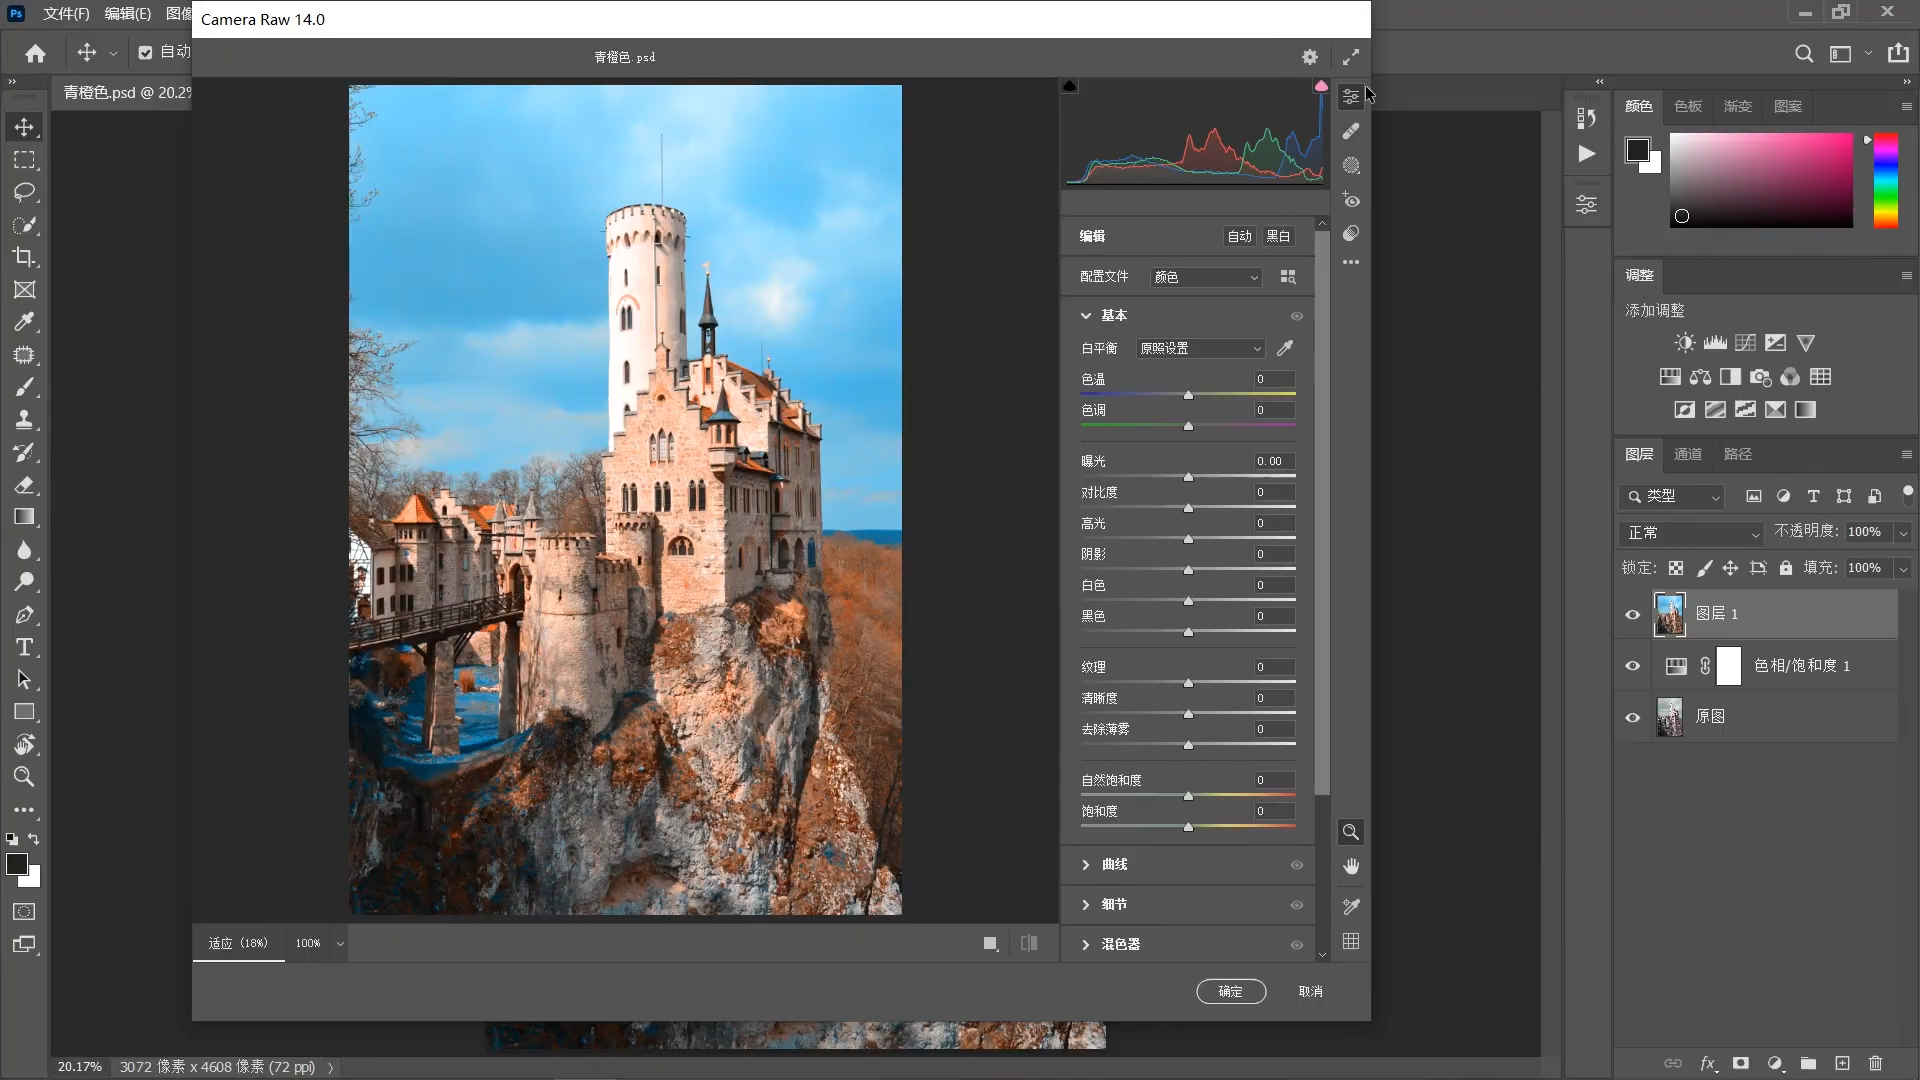 Ps 文件(F) 编辑(E) 图像
Camera Raw 14.0
自动
青橙色.psd
青橙色.psd @ 20.2%
颜色 色板 渐变 图案
编辑 自动 黑白
配置文件 颜色
基本
白平衡 原照设置
色温 0
色调 0
曝光 0.00
对比度 0
高光 0
阴影 0
白色 0
黑色 0
纹理 0
清晰度 0
去除薄雾 0
自然饱和度 0
饱和度 0
曲线
细节
混色器
适应 (18%) 100%
确定 取消
调整
添加调整
图层 通道 路径
类型
正常 不透明度: 100%
锁定: 填充: 100%
图层 1
色相/饱和度 1
原图
fx
20.17% 3072 像素 x 4608 像素 (72 ppi)